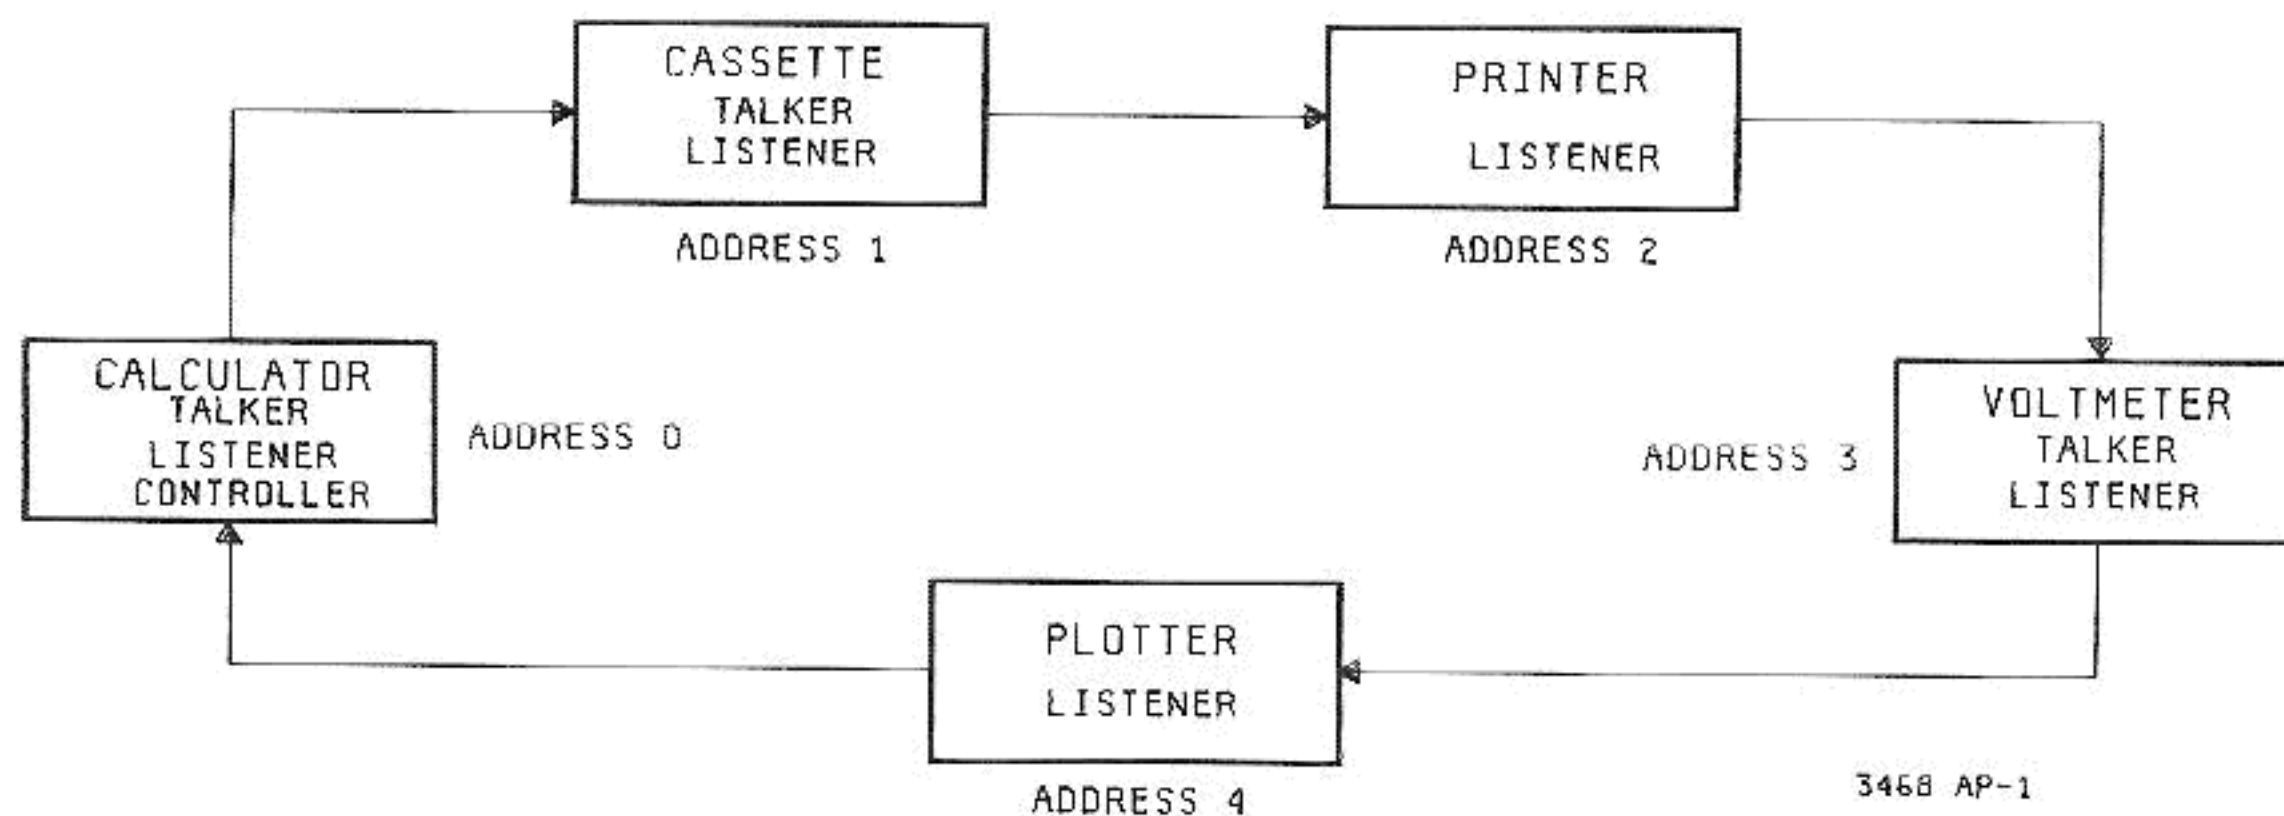 CASSETTE
TALKER
LISTENER
ADDRESS 1
PRINTER
LISTENER
ADDRESS 2
CALCULATOR
TALKER
LISTENER
CONTROLLER
ADDRESS 0
ADDRESS 3
VOLTMETER
TALKER
LISTENER
PLOTTER
LISTENER
ADDRESS 4
3468 AP-1